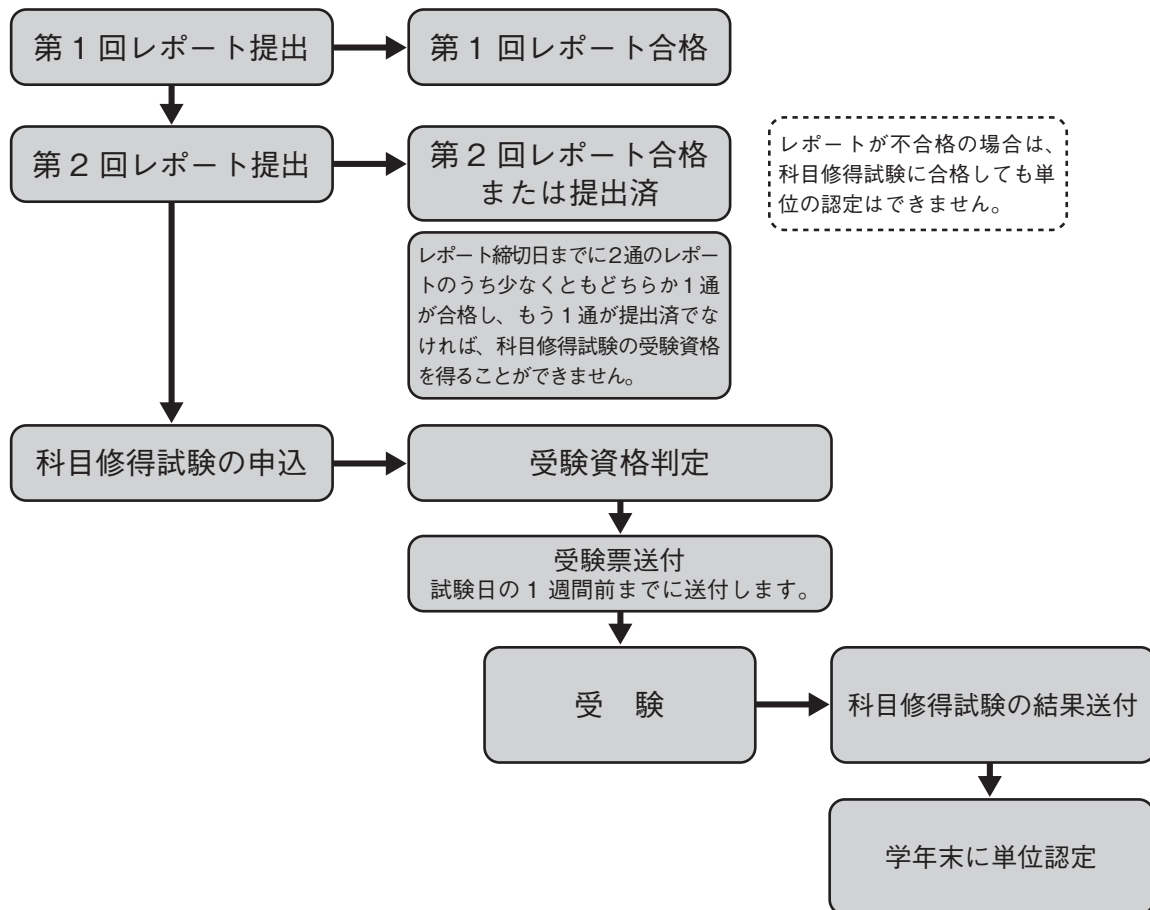 第1回レポート提出
第1回レポート合格
第2回レポート提出
第2回レポート合格
または提出済
レポートが不合格の場合は、
科目修得試験に合格しても単
位の認定はできません。
レポート締切日までに2通のレポー
トのうち少なくともどちらか1通
が合格し、もう1通が提出済でな
ければ、科目修得試験の受験資格
を得ることができません。
科目修得試験の申込
受験資格判定
受験票送付
試験日の1週間前までに送付します。
受　験
科目修得試験の結果送付
学年末に単位認定